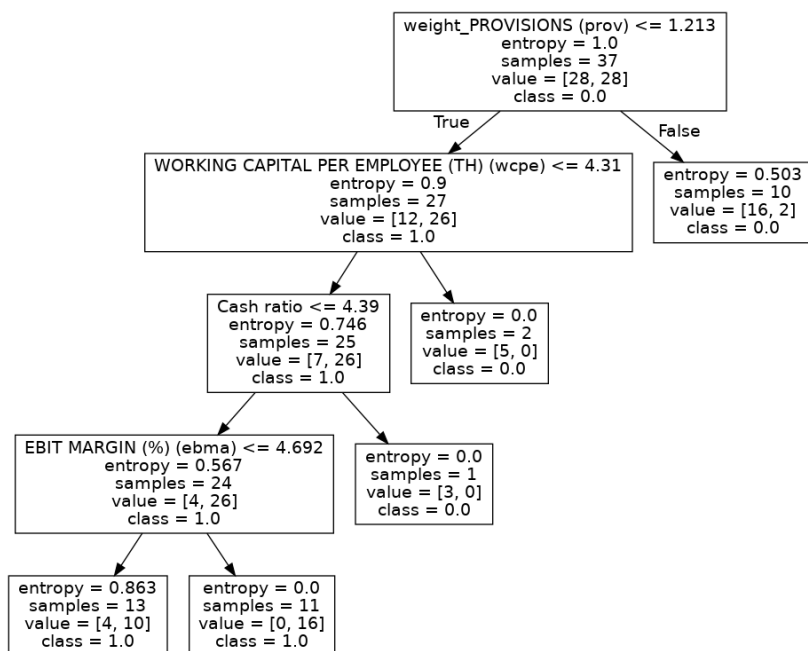 weight_PROVISIONS (prov) <= 1.213
entropy = 1.0
samples = 37
value = [28, 28]
class = 0.0
True
False
WORKING CAPITAL PER EMPLOYEE (TH) (wcpe) <= 4.31
entropy = 0.9
samples = 27
value = [12, 26]
class = 1.0
entropy = 0.503
samples = 10
value = [16, 2]
class = 0.0
Cash ratio <= 4.39
entropy = 0.746
samples = 25
value = [7, 26]
class = 1.0
entropy = 0.0
samples = 2
value = [5, 0]
class = 0.0
EBIT MARGIN (%) (ebma) <= 4.692
entropy = 0.567
samples = 24
value = [4, 26]
class = 1.0
entropy = 0.0
samples = 1
value = [3, 0]
class = 0.0
entropy = 0.863
samples = 13
value = [4, 10]
class = 1.0
entropy = 0.0
samples = 11
value = [0, 16]
class = 1.0